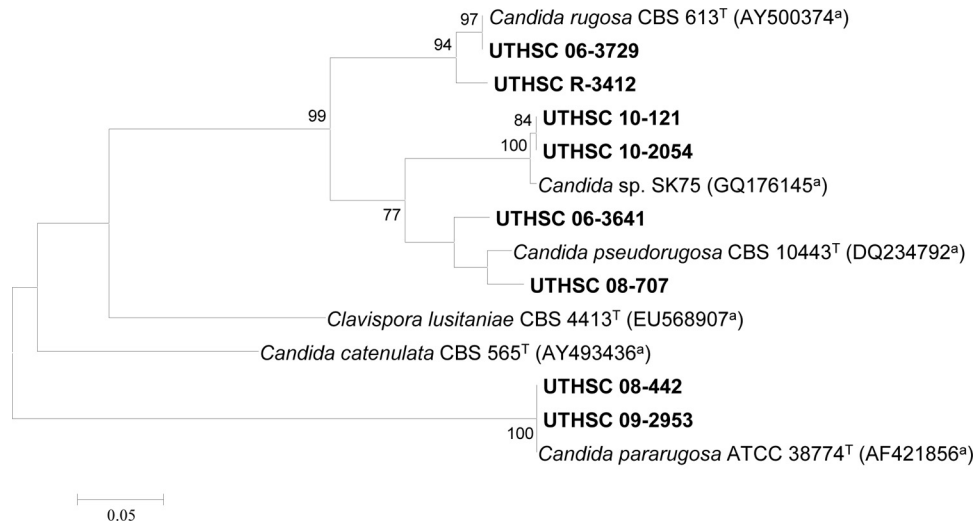 97 Candida rugosa CBS 613ᵀ (AY500374ᵃ)
94 UTHSC 06-3729
UTHSC R-3412
99 84 UTHSC 10-121
100 UTHSC 10-2054
Candida sp. SK75 (GQ176145ᵃ)
77 UTHSC 06-3641
Candida pseudorugosa CBS 10443ᵀ (DQ234792ᵃ)
UTHSC 08-707
Clavispora lusitaniae CBS 4413ᵀ (EU568907ᵃ)
Candida catenulata CBS 565ᵀ (AY493436ᵃ)
UTHSC 08-442
UTHSC 09-2953
100
Candida pararugosa ATCC 38774ᵀ (AF421856ᵃ)
0.05